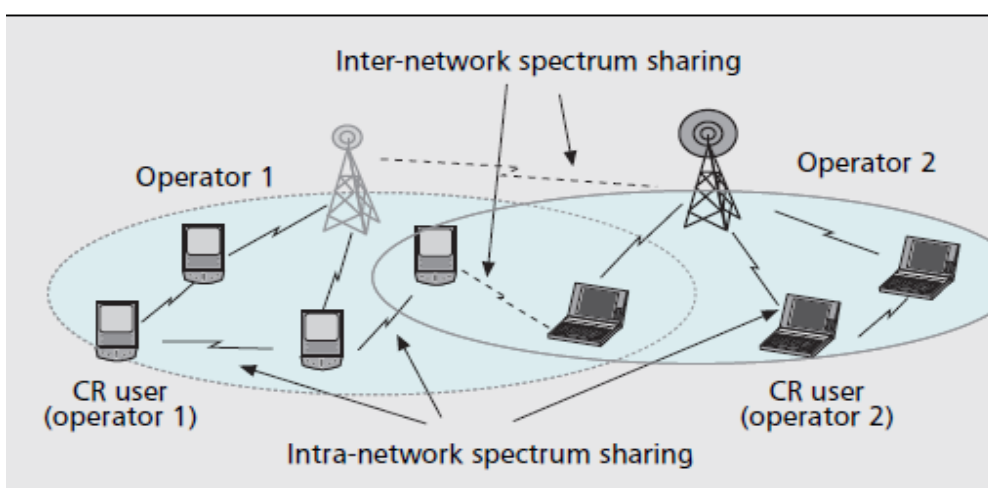 Inter-network spectrum sharing
Operator 1
Operator 2
CR user
(operator 1)
CR user
(operator 2)
Intra-network spectrum sharing